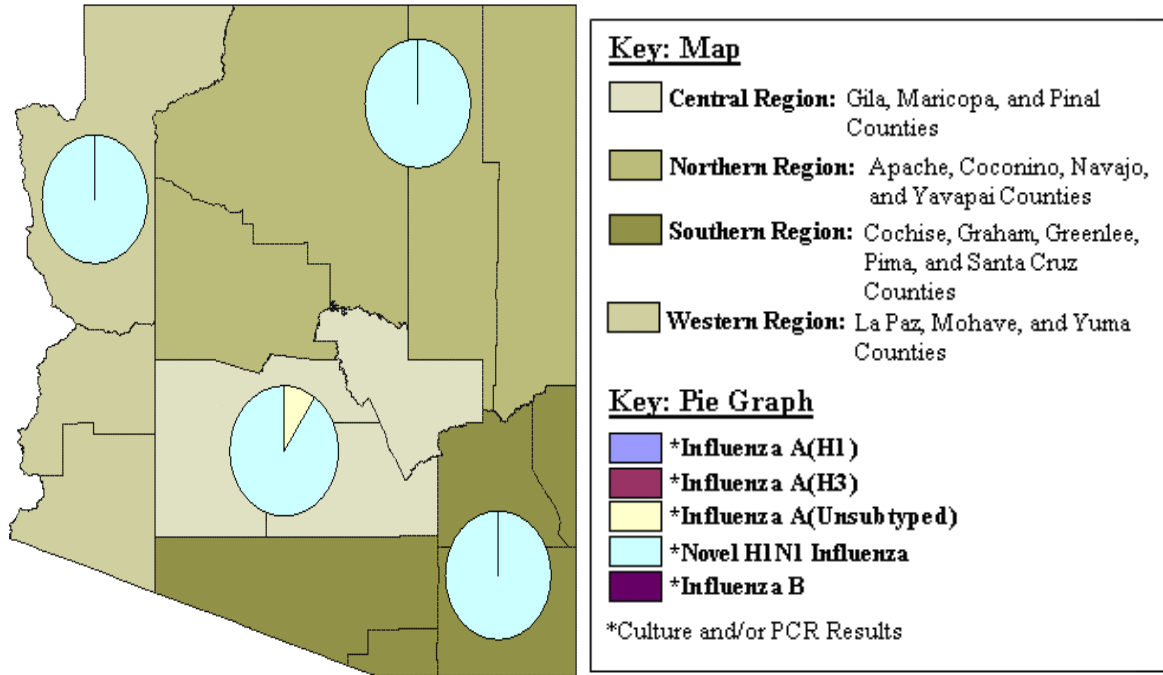 Key: Map
Central Region: Gila, Maricopa, and Pinal
Counties
Northern Region: Apache, Coconino, Navajo,
and Yavapai Counties
Southern Region: Cochise, Graham, Greenlee,
Pima, and Santa Cruz
Counties
Western Region: La Paz, Mohave, and Yuma
Counties
Key: Pie Graph
*Influenza A(H1)
*Influenza A(H3)
*Influenza A(Unsubtyped)
*Novel H1N1 Influenza
*Influenza B
*Culture and/or PCR Results